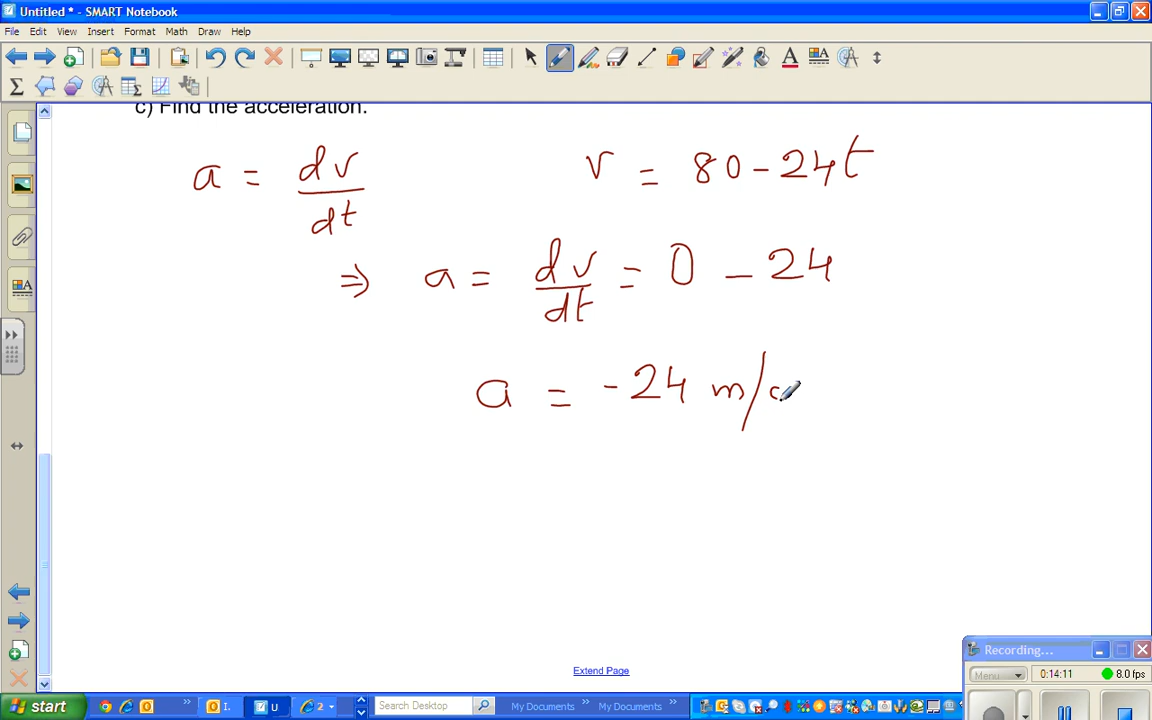 Untitled * - SMART Notebook
File Edit View Insert Format Math Draw Help
c) Find the acceleration.
a = dv/dt v = 80 - 24t
⇒ a = dv/dt = 0 - 24
a = -24 m/
Extend Page
Recording...
Menu 0:14:11 8.0 fps
start I. U 2 Search Desktop My Documents My Documents